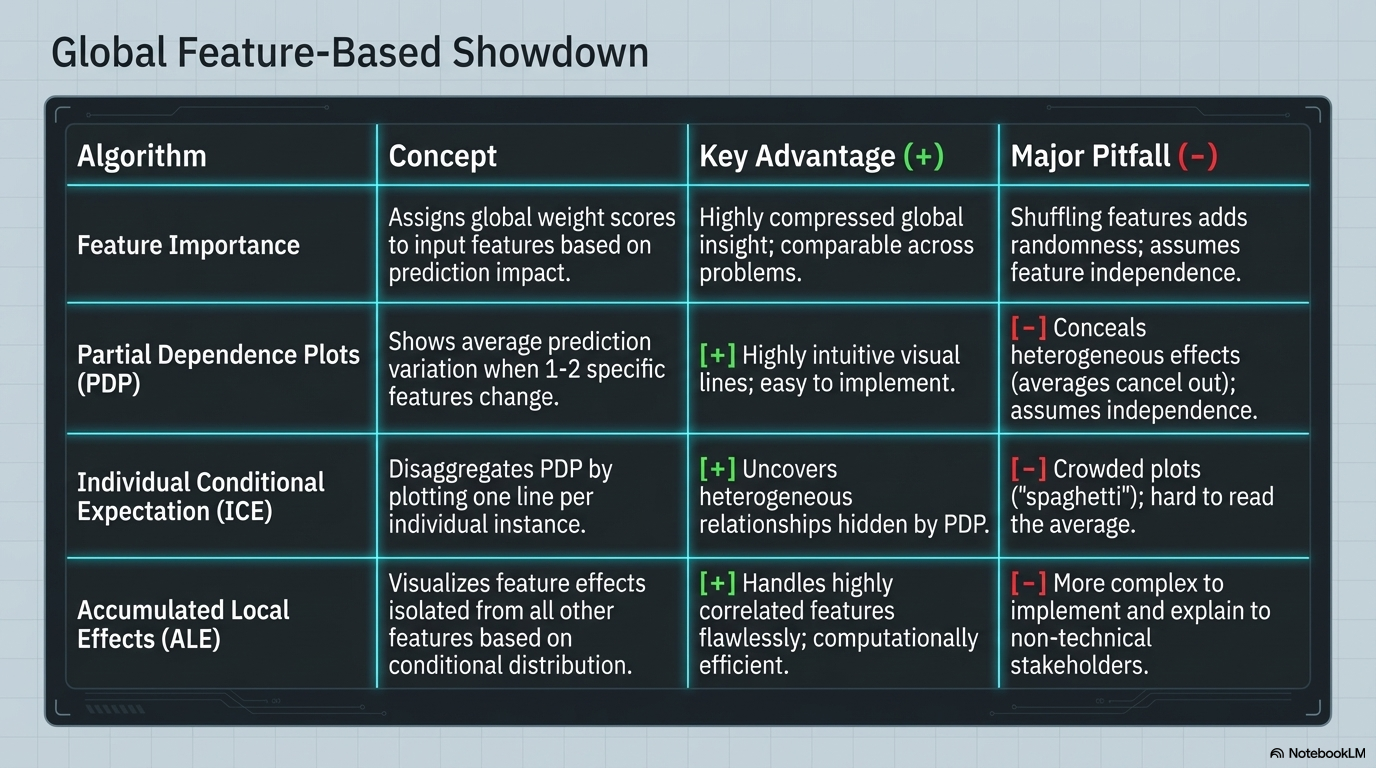 Global Feature-Based Showdown
Algorithm
Concept
Key Advantage (+)
Major Pitfall (−)
Feature Importance
Assigns global weight scores
to input features based on
prediction impact.
Highly compressed global
insight; comparable across
problems.
Shuffling features adds
randomness; assumes
feature independence.
Partial Dependence Plots
(PDP)
Shows average prediction
variation when 1-2 specific
features change.
[+] Highly intuitive visual
lines; easy to implement.
[−] Conceals
heterogeneous effects
(averages cancel out);
assumes independence.
Individual Conditional
Expectation (ICE)
Disaggregates PDP by
plotting one line per
individual instance.
[+] Uncovers
heterogeneous
relationships hidden by PDP.
[−] Crowded plots
("spaghetti"); hard to read
the average.
Accumulated Local
Effects (ALE)
Visualizes feature effects
isolated from all other
features based on
conditional distribution.
[+] Handles highly
correlated features
flawlessly; computationally
efficient.
[−] More complex to
implement and explain to
non-technical
stakeholders.
NotebookLM